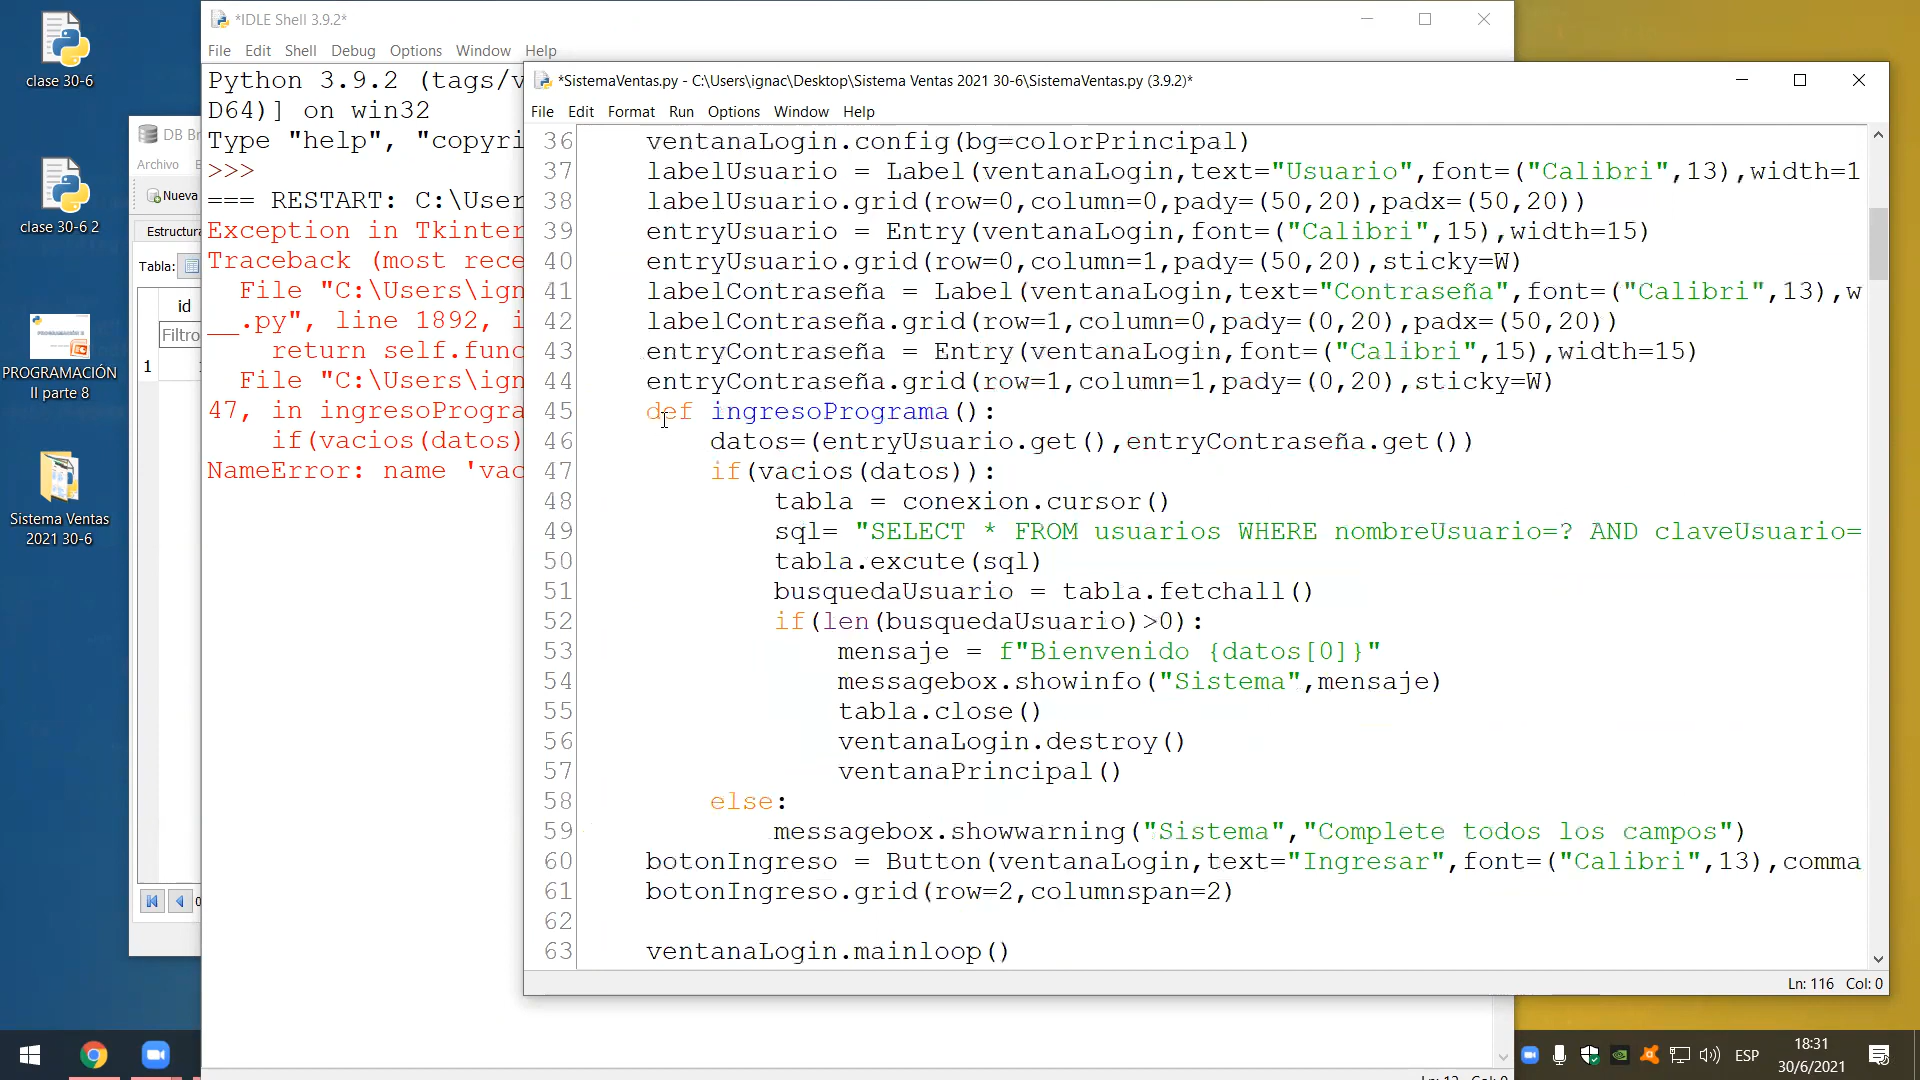 *IDLE Shell 3.9.2*
File Edit Shell Debug Options Window Help
Python 3.9.2 (tags/v
D64)] on win32
Type "help", "copyri
>>>
=== RESTART: C:\User
Exception in Tkinter
Traceback (most rece
File "C:\Users\ign
__.py", line 1892, i
return self.func
File "C:\Users\ign
47, in ingresoProgra
if(vacios(datos)
NameError: name 'vac
clase 30-6
clase 30-6 2
PROGRAMACIÓN
II parte 8
Sistema Ventas
2021 30-6
DB Br
Archivo
Nueva
Estructura
Tabla:
id
Filtro
1
*SistemaVentas.py - C:\Users\ignac\Desktop\Sistema Ventas 2021 30-6\SistemaVentas.py (3.9.2)*
File Edit Format Run Options Window Help
36 ventanaLogin.config(bg=colorPrincipal)
37 labelUsuario = Label(ventanaLogin,text="Usuario",font=("Calibri",13),width=1
38 labelUsuario.grid(row=0,column=0,pady=(50,20),padx=(50,20))
39 entryUsuario = Entry(ventanaLogin,font=("Calibri",15),width=15)
40 entryUsuario.grid(row=0,column=1,pady=(50,20),sticky=W)
41 labelContraseña = Label(ventanaLogin,text="Contraseña",font=("Calibri",13),w
42 labelContraseña.grid(row=1,column=0,pady=(0,20),padx=(50,20))
43 entryContraseña = Entry(ventanaLogin,font=("Calibri",15),width=15)
44 entryContraseña.grid(row=1,column=1,pady=(0,20),sticky=W)
45 def ingresoPrograma():
46 datos=(entryUsuario.get(),entryContraseña.get())
47 if(vacios(datos)):
48 tabla = conexion.cursor()
49 sql= "SELECT * FROM usuarios WHERE nombreUsuario=? AND claveUsuario=
50 tabla.excute(sql)
51 busquedaUsuario = tabla.fetchall()
52 if(len(busquedaUsuario)>0):
53 mensaje = f"Bienvenido {datos[0]}"
54 messagebox.showinfo("Sistema",mensaje)
55 tabla.close()
56 ventanaLogin.destroy()
57 ventanaPrincipal()
58 else:
59 messagebox.showwarning("Sistema","Complete todos los campos")
60 botonIngreso = Button(ventanaLogin,text="Ingresar",font=("Calibri",13),comma
61 botonIngreso.grid(row=2,columnspan=2)
62
63 ventanaLogin.mainloop()
Ln: 116 Col: 0
ESP
18:31
30/6/2021